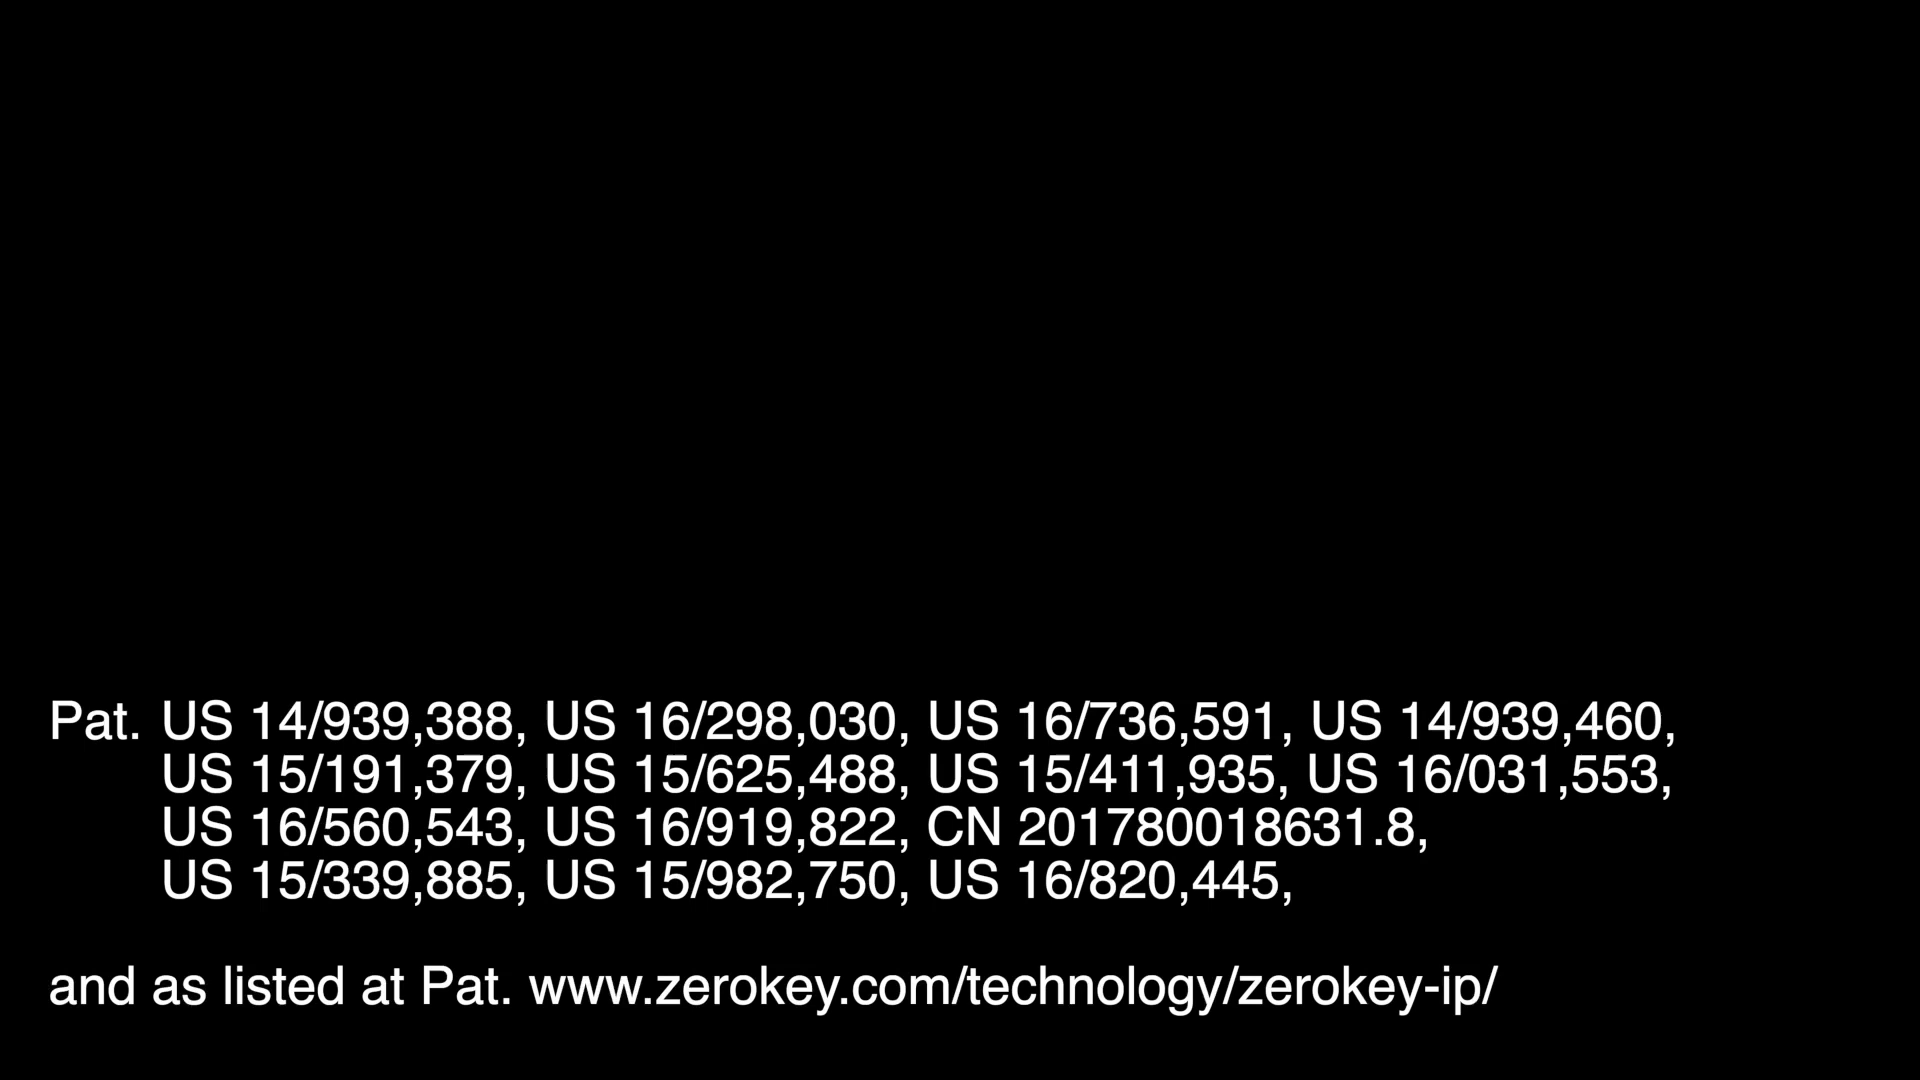 Pat. US 14/939,388, US 16/298,030, US 16/736,591, US 14/939,460,
US 15/191,379, US 15/625,488, US 15/411,935, US 16/031,553,
US 16/560,543, US 16/919,822, CN 201780018631.8,
US 15/339,885, US 15/982,750, US 16/820,445,
and as listed at Pat. www.zerokey.com/technology/zerokey-ip/